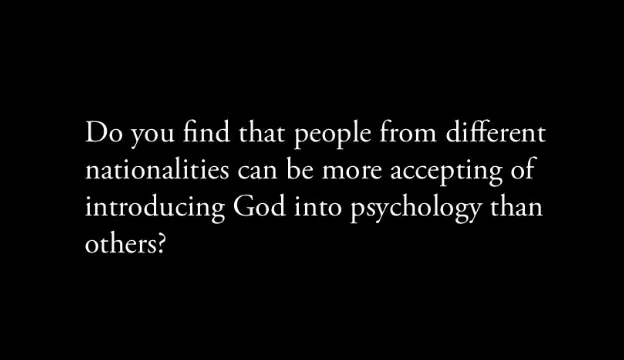 Do you find that people from different
nationalities can be more accepting of
introducing God into psychology than
others?